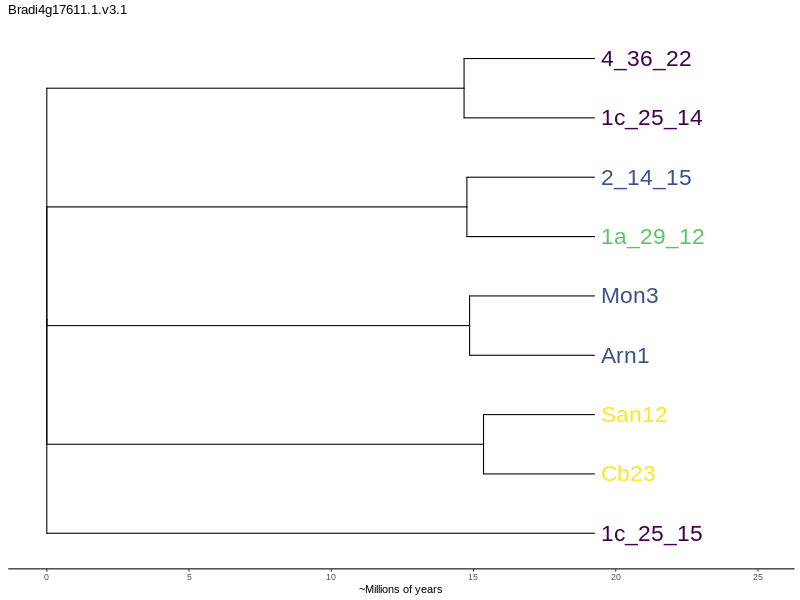 Bradi4g17611.1.v3.1
4_36_22
1c_25_14
2_14_15
1a_29_12
Mon3
Arn1
San12
Cb23
1c_25_15
0 5 10 15 20 25
~Millions of years